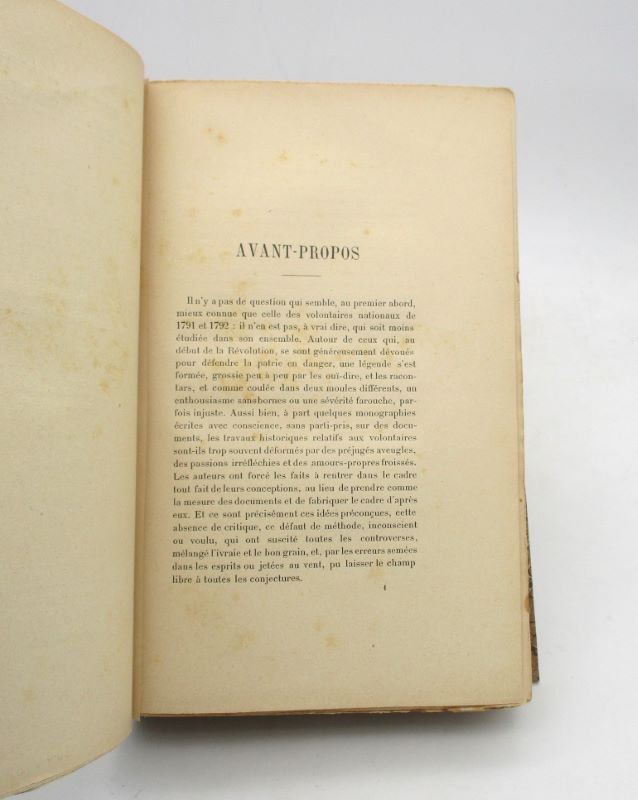 AVANT-PROPOS
Il n'y a pas de question qui semble, au premier abord,
mieux connue que celle des volontaires nationaux de
1791 et 1792 : il n'en est pas, à vrai dire, qui soit moins
étudiée dans son ensemble. Autour de ceux qui, au
début de la Révolution, se sont généreusement dévoués
pour défendre la patrie en danger, une légende s'est
formée, grossie peu à peu par les ouï-dire, et les racon-
tars, et comme coulée dans deux moules différents, un
enthousiasme sans bornes ou une sévérité farouche, par-
fois injuste. Aussi bien, à part quelques monographies
écrites avec conscience, sans parti-pris, sur des docu-
ments, les travaux historiques relatifs aux volontaires
sont-ils trop souvent déformés par des préjugés aveugles,
des passions irréfléchies et des amours-propres froissés.
Les auteurs ont forcé les faits à rentrer dans le cadre
tout fait de leurs conceptions, au lieu de prendre comme
la mesure des documents et de fabriquer le cadre d'après
eux. Et ce sont précisément ces idées préconçues, cette
absence de critique, ce défaut de méthode, inconscient
ou voulu, qui ont suscité toutes les controverses,
mélangé l'ivraie et le bon grain, et, par les erreurs semées
dans les esprits ou jetées au vent, pu laisser le champ
libre à toutes les conjectures.
1